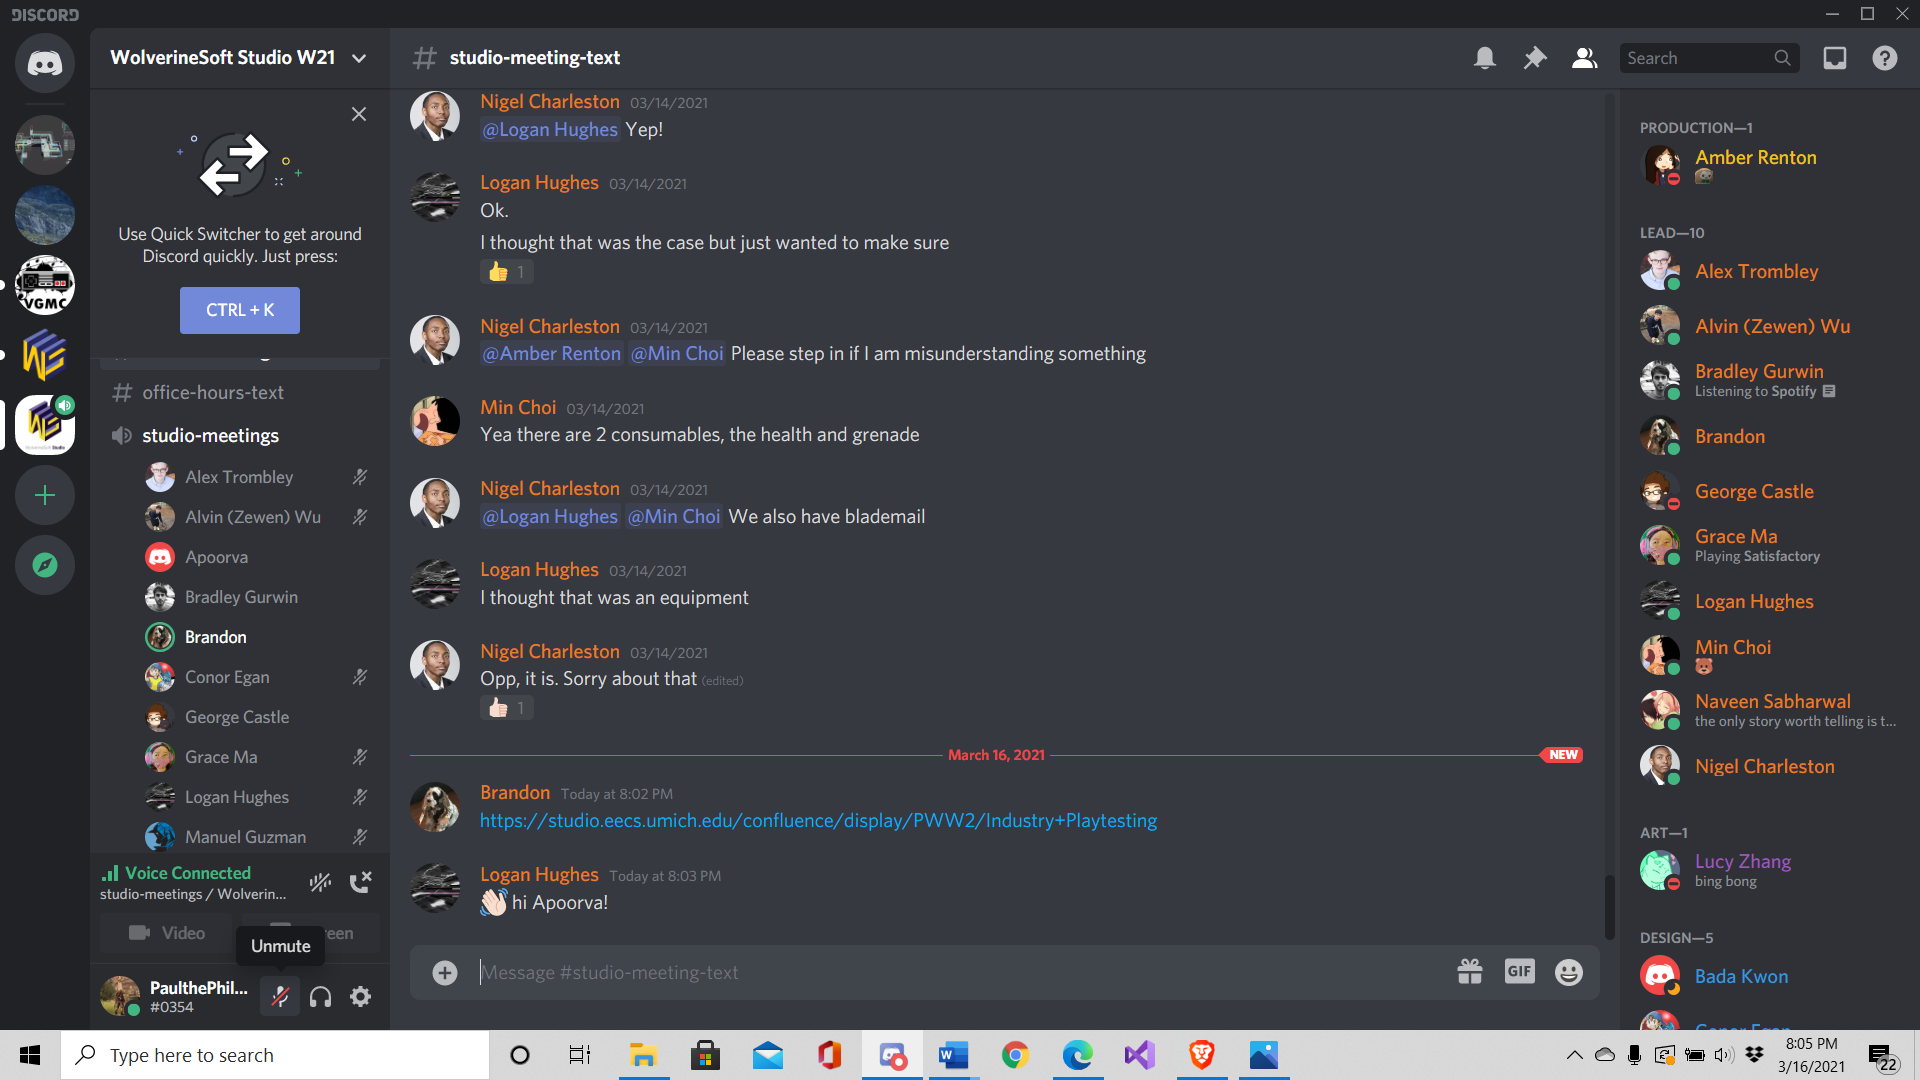 DISCORD
WolverineSoft Studio W21
Use Quick Switcher to get around
Discord quickly. Just press:
CTRL + K
VGMC
office-hours-text
studio-meetings
Alex Trombley
Alvin (Zewen) Wu
Apoorva
Bradley Gurwin
Brandon
Conor Egan
George Castle
Grace Ma
Logan Hughes
Manuel Guzman
Voice Connected
studio-meetings / Wolverin...
Video
Unmute
PaulthePhil...
#0354
# studio-meeting-text
Search
Nigel Charleston 03/14/2021
@Logan Hughes Yep!
Logan Hughes 03/14/2021
Ok.
I thought that was the case but just wanted to make sure
👍 1
Nigel Charleston 03/14/2021
@Amber Renton @Min Choi Please step in if I am misunderstanding something
Min Choi 03/14/2021
Yea there are 2 consumables, the health and grenade
Nigel Charleston 03/14/2021
@Logan Hughes @Min Choi We also have blademail
Logan Hughes 03/14/2021
I thought that was an equipment
Nigel Charleston 03/14/2021
Opp, it is. Sorry about that (edited)
👍🏻 1
March 16, 2021
NEW
Brandon Today at 8:02 PM
https://studio.eecs.umich.edu/confluence/display/PWW2/Industry+Playtesting
Logan Hughes Today at 8:03 PM
👋🏻 hi Apoorva!
Message #studio-meeting-text
GIF
PRODUCTION—1
Amber Renton
LEAD—10
Alex Trombley
Alvin (Zewen) Wu
Bradley Gurwin
Listening to Spotify
Brandon
George Castle
Grace Ma
Playing Satisfactory
Logan Hughes
Min Choi
🐻
Naveen Sabharwal
the only story worth telling is t...
Nigel Charleston
ART—1
Lucy Zhang
bing bong
DESIGN—5
Bada Kwon
Conor Egan
Type here to search
8:05 PM
3/16/2021
22